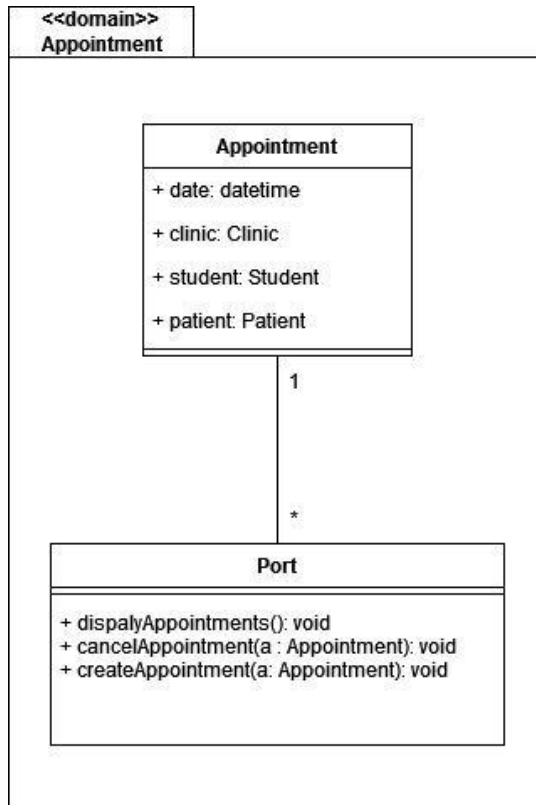 <<domain>>
Appointment
Appointment
+ date: datetime
+ clinic: Clinic
+ student: Student
+ patient: Patient
1
*
Port
+ dispalyAppointments(): void
+ cancelAppointment(a : Appointment): void
+ createAppointment(a: Appointment): void